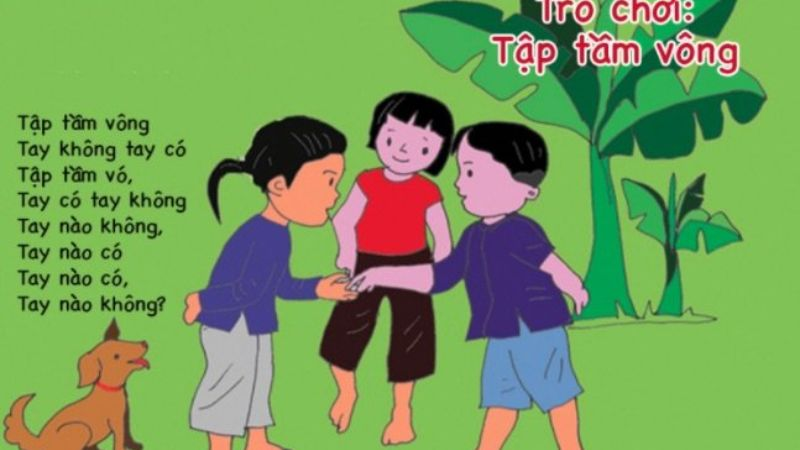 Trò chơi:
Tập tầm vông
Tập tầm vông
Tay không tay có
Tập tầm vó,
Tay có tay không
Tay nào không,
Tay nào có
Tay nào có,
Tay nào không?